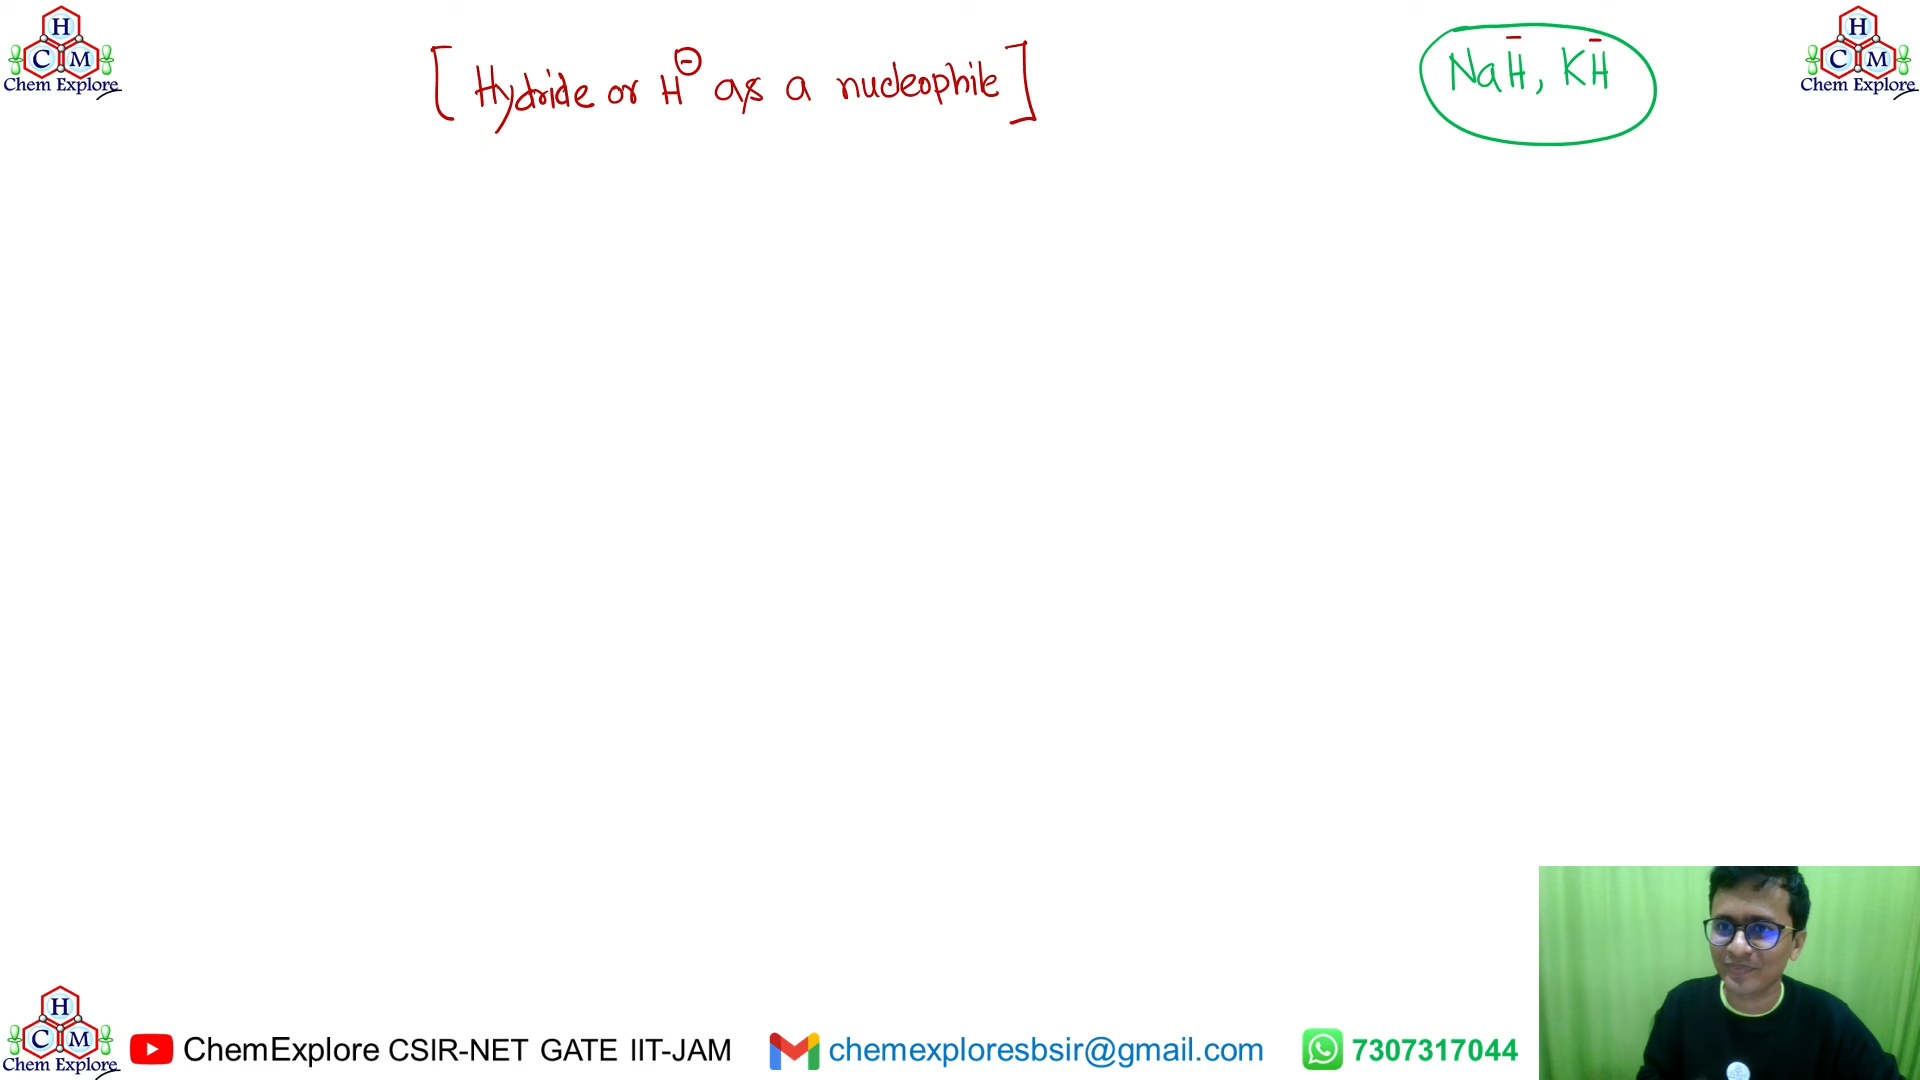 H
C M
Chem Explore
[ Hydride or H⊖ as a nucleophile ]
NaH̄, KH̄
H
C M
Chem Explore
H
C M
Chem Explore
ChemExplore CSIR-NET GATE IIT-JAM
chemexploresbsir@gmail.com
7307317044